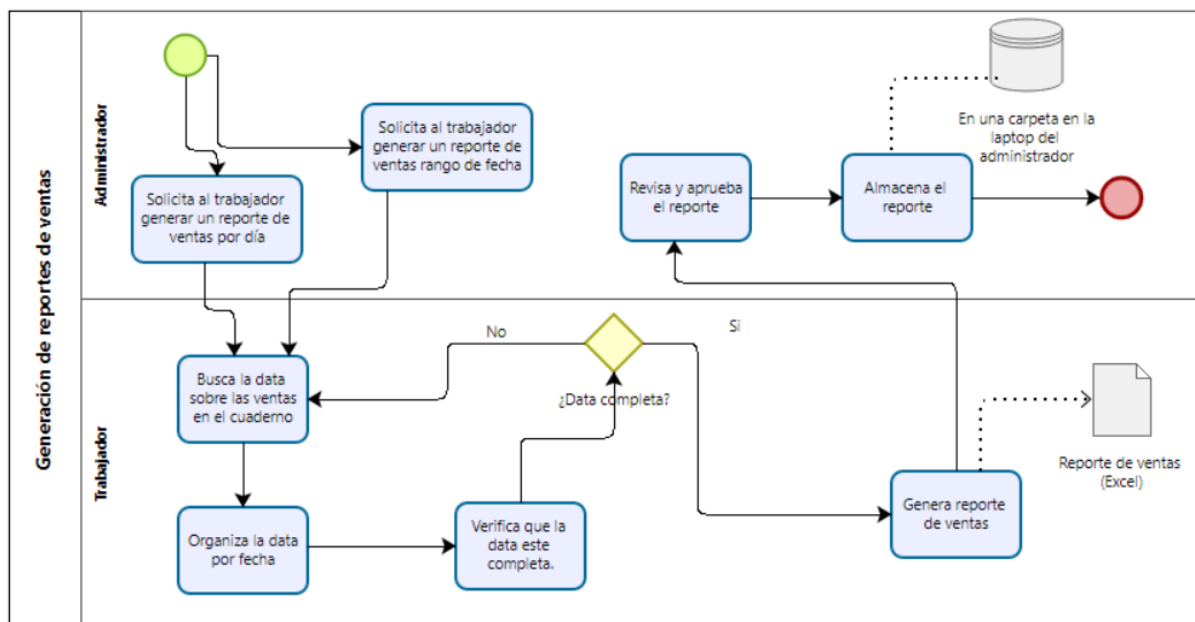 Generación de reportes de ventas
Administrador
Solicita al trabajador
generar un reporte de
ventas por día
Solicita al trabajador
generar un reporte de
ventas rango de fecha
Revisa y aprueba
el reporte
Almacena el
reporte
En una carpeta en la
laptop del
administrador
Trabajador
Busca la data
sobre las ventas
en el cuaderno
Organiza la data
por fecha
Verifica que la
data este
completa.
No
¿Data completa?
Si
Genera reporte
de ventas
Reporte de ventas
(Excel)